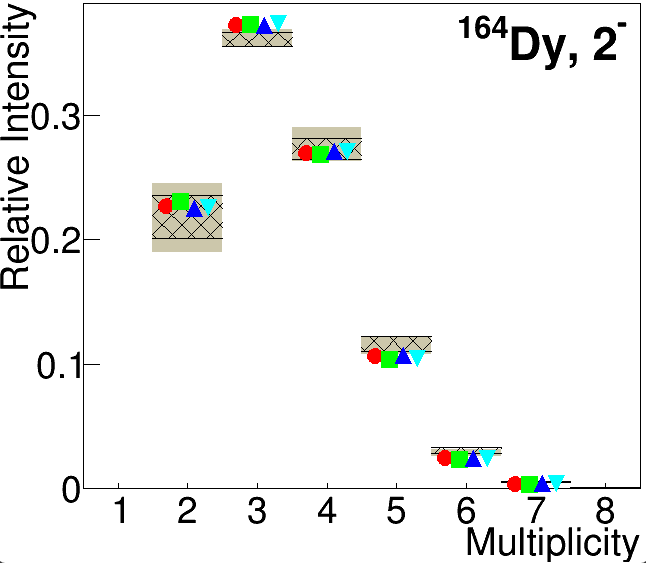 Relative Intensity
¹⁶⁴Dy, 2⁻
0.3
0.2
0.1
0
1 2 3 4 5 6 7 8
Multiplicity